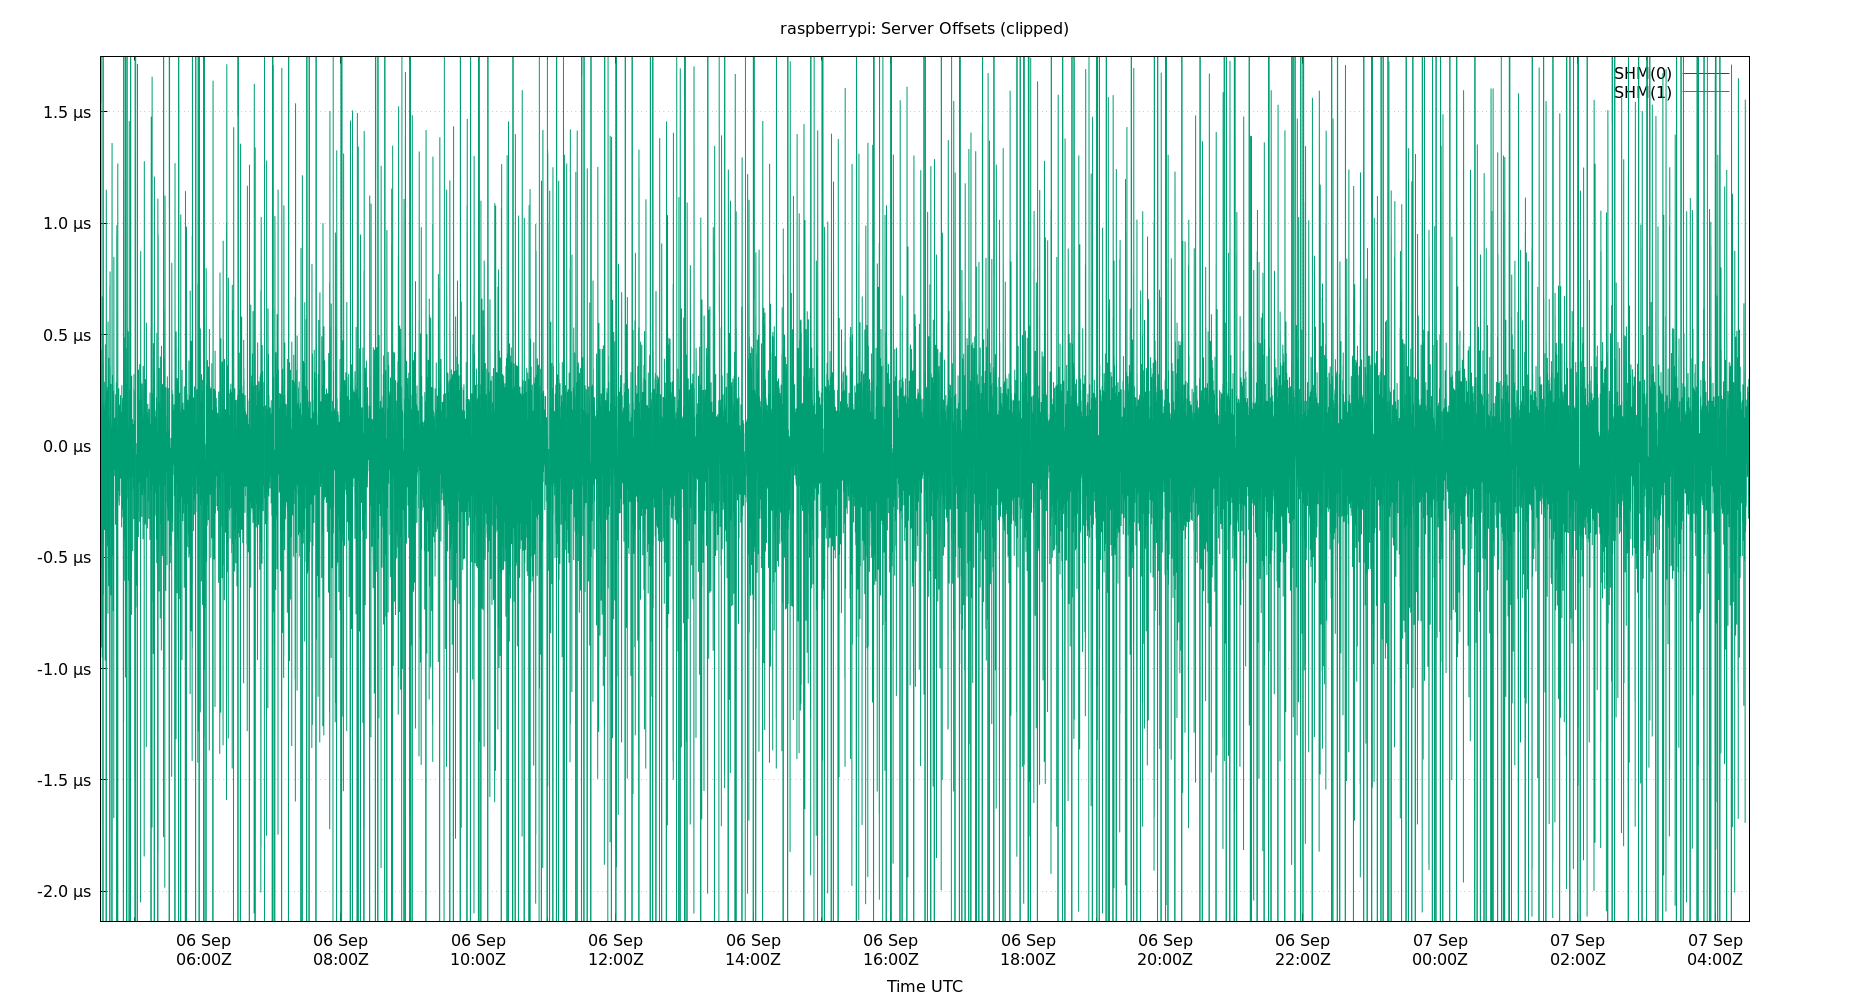 raspberrypi: Server Offsets (clipped)
SHM(0)
SHM(1)
1.5 µs
1.0 µs
0.5 µs
0.0 µs
-0.5 µs
-1.0 µs
-1.5 µs
-2.0 µs
06 Sep 06 Sep 06 Sep 06 Sep 06 Sep 06 Sep 06 Sep 06 Sep 06 Sep 07 Sep 07 Sep 07 Sep
06:00Z 08:00Z 10:00Z 12:00Z 14:00Z 16:00Z 18:00Z 20:00Z 22:00Z 00:00Z 02:00Z 04:00Z
Time UTC